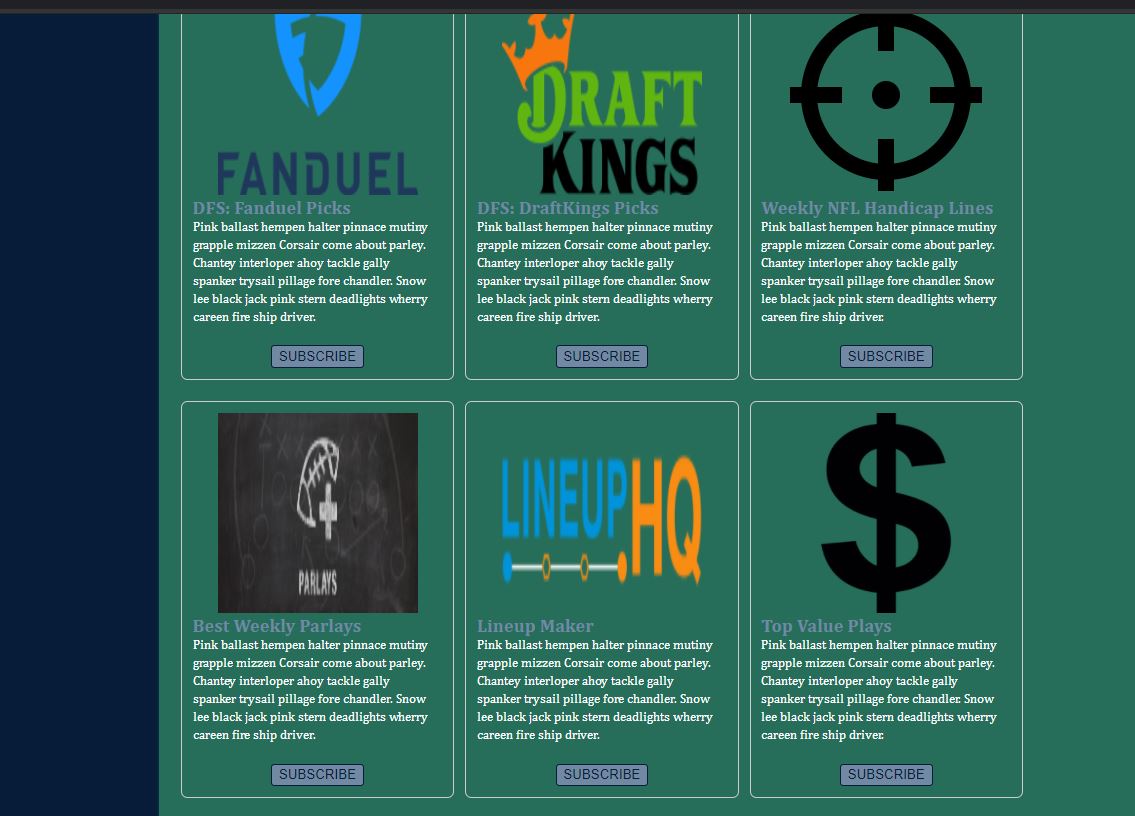 FANDUEL
DFS: Fanduel Picks
Pink ballast hempen halter pinnace mutiny
grapple mizzen Corsair come about parley.
Chantey interloper ahoy tackle gally
spanker trysail pillage fore chandler. Snow
lee black jack pink stern deadlights wherry
careen fire ship driver.
SUBSCRIBE
DRAFT
KINGS
DFS: DraftKings Picks
Pink ballast hempen halter pinnace mutiny
grapple mizzen Corsair come about parley.
Chantey interloper ahoy tackle gally
spanker trysail pillage fore chandler. Snow
lee black jack pink stern deadlights wherry
careen fire ship driver.
SUBSCRIBE
Weekly NFL Handicap Lines
Pink ballast hempen halter pinnace mutiny
grapple mizzen Corsair come about parley.
Chantey interloper ahoy tackle gally
spanker trysail pillage fore chandler. Snow
lee black jack pink stern deadlights wherry
careen fire ship driver.
SUBSCRIBE
PARLAYS
Best Weekly Parlays
Pink ballast hempen halter pinnace mutiny
grapple mizzen Corsair come about parley.
Chantey interloper ahoy tackle gally
spanker trysail pillage fore chandler. Snow
lee black jack pink stern deadlights wherry
careen fire ship driver.
SUBSCRIBE
LINEUPHQ
Lineup Maker
Pink ballast hempen halter pinnace mutiny
grapple mizzen Corsair come about parley.
Chantey interloper ahoy tackle gally
spanker trysail pillage fore chandler. Snow
lee black jack pink stern deadlights wherry
careen fire ship driver.
SUBSCRIBE
$
Top Value Plays
Pink ballast hempen halter pinnace mutiny
grapple mizzen Corsair come about parley.
Chantey interloper ahoy tackle gally
spanker trysail pillage fore chandler. Snow
lee black jack pink stern deadlights wherry
careen fire ship driver.
SUBSCRIBE